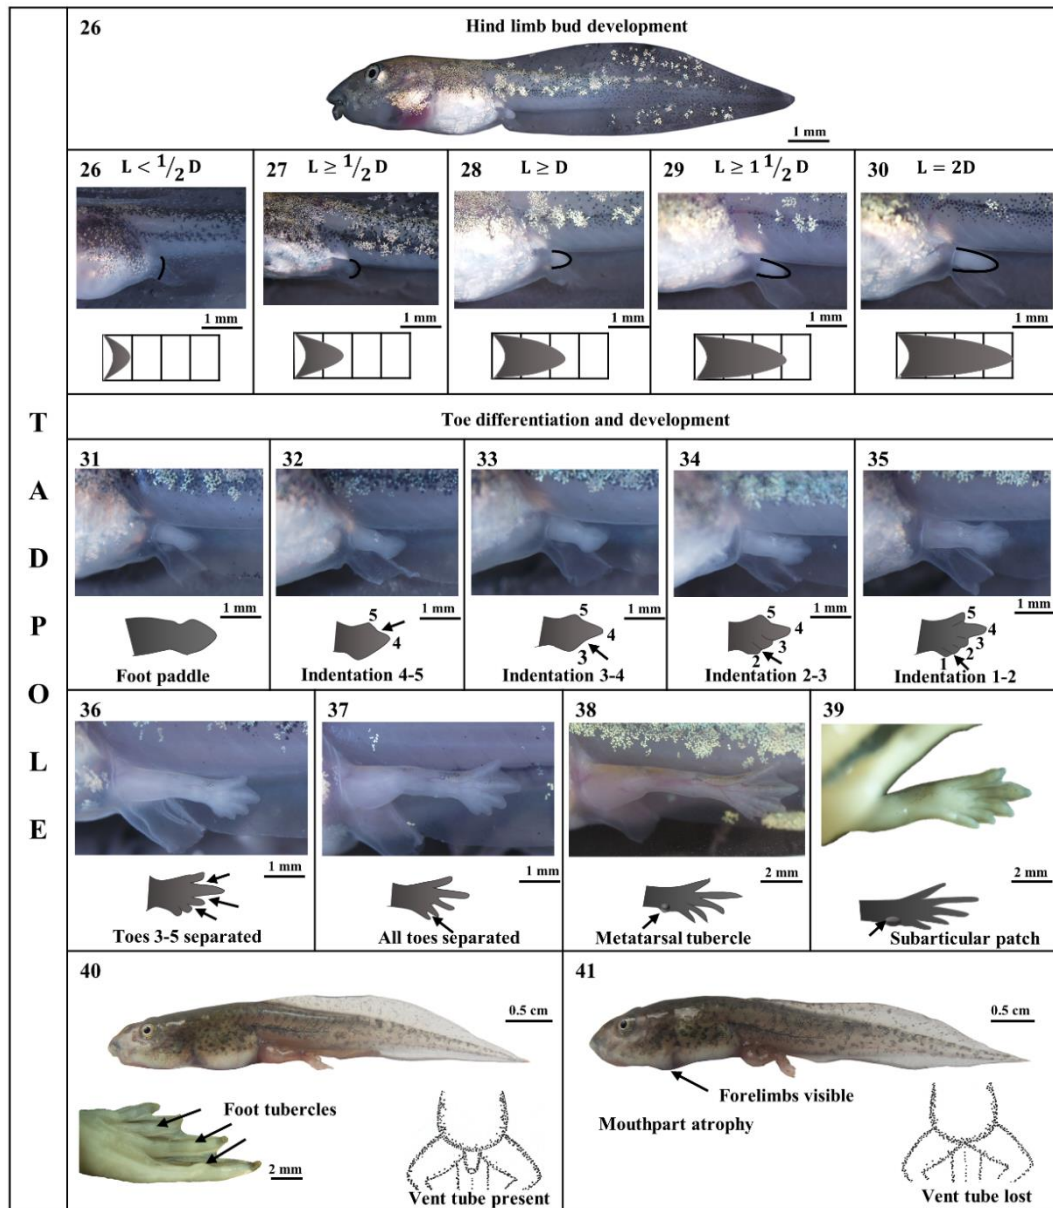 T
A
D
P
O
L
E
26
Hind limb bud development
1 mm
26 L < 1/2 D
1 mm
27 L ≥ 1/2 D
1 mm
28 L ≥ D
1 mm
29 L ≥ 1 1/2 D
1 mm
30 L = 2D
1 mm
Toe differentiation and development
31
1 mm
Foot paddle
32
1 mm
5
4
Indentation 4-5
33
1 mm
5
4
3
Indentation 3-4
34
1 mm
5
4
3
2
Indentation 2-3
35
1 mm
5
4
3
2
1
Indentation 1-2
36
1 mm
Toes 3-5 separated
37
1 mm
All toes separated
38
2 mm
Metatarsal tubercle
39
2 mm
Subarticular patch
40
0.5 cm
Foot tubercles
2 mm
Vent tube present
41
0.5 cm
Forelimbs visible
Mouthpart atrophy
Vent tube lost